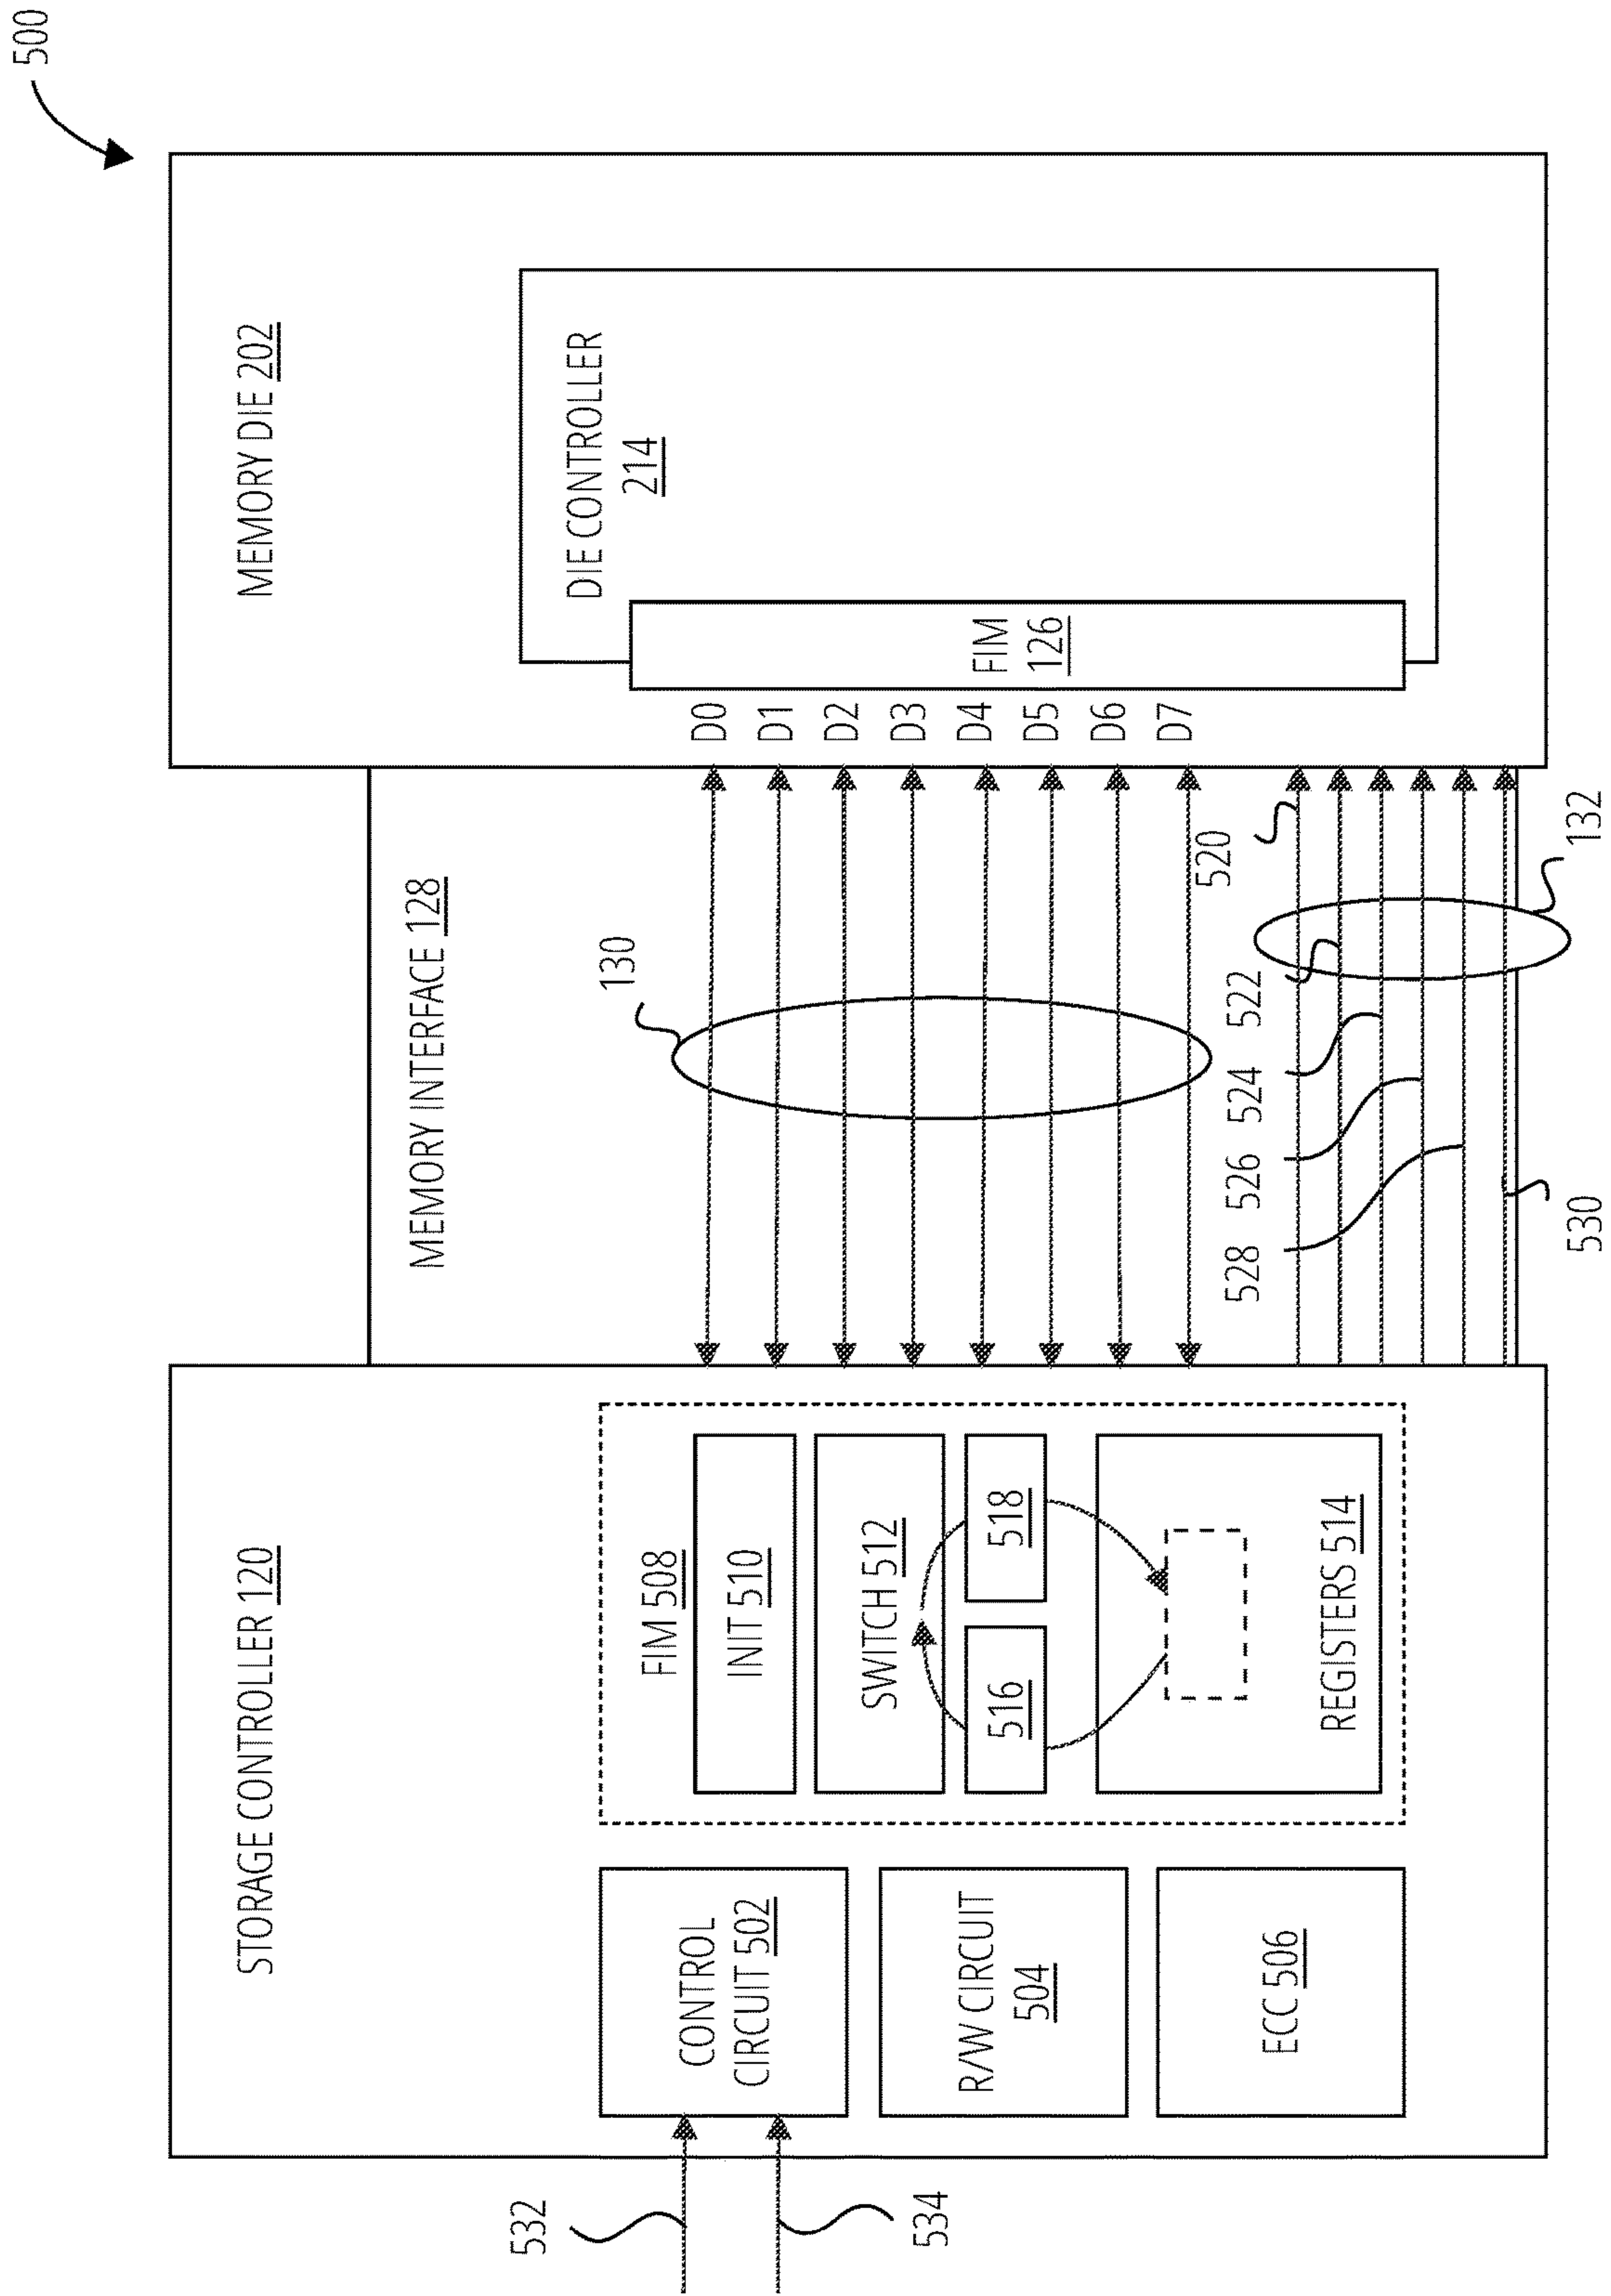 500
STORAGE CONTROLLER 120
MEMORY INTERFACE 128
MEMORY DIE 202
532
534
CONTROL
CIRCUIT 502
R/W CIRCUIT
504
ECC 506
FIM 508
INIT 510
SWITCH 512
516
518
REGISTERS 514
130
D0
D1
D2
D3
D4
D5
D6
D7
FIM
126
DIE CONTROLLER
214
520
522
524
526
528
530
132